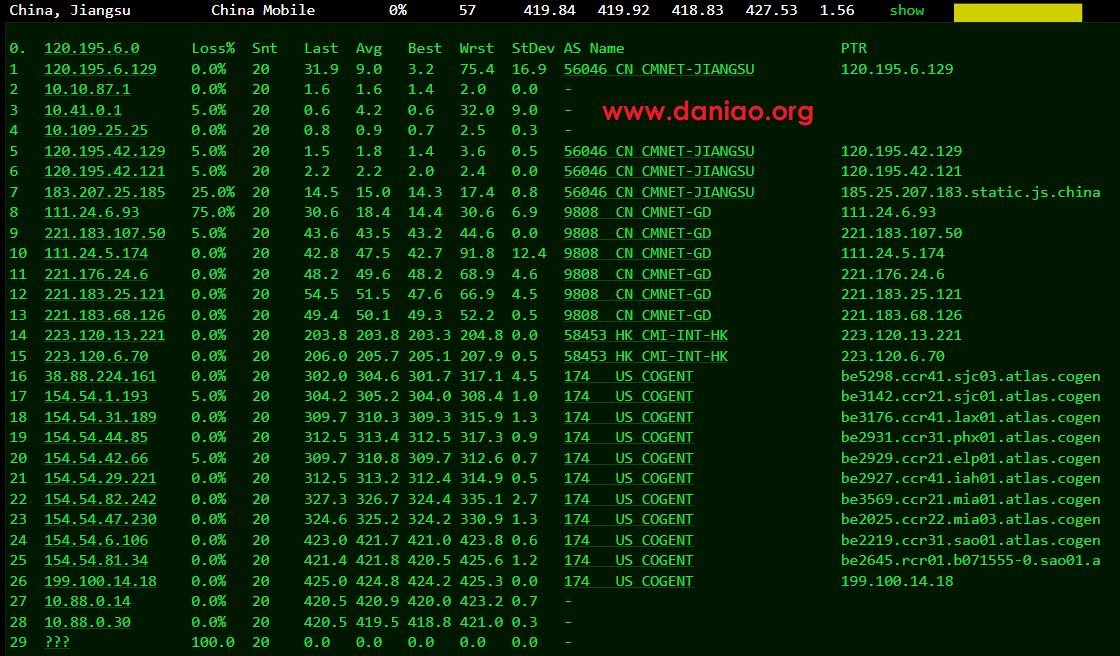 China, Jiangsu China Mobile 0% 57 419.84 419.92 418.83 427.53 1.56 show
0. 120.195.6.0 Loss% Snt Last Avg Best Wrst StDev AS Name PTR
1 120.195.6.129 0.0% 20 31.9 9.0 3.2 75.4 16.9 56046 CN CMNET-JIANGSU 120.195.6.129
2 10.10.87.1 0.0% 20 1.6 1.6 1.4 2.0 0.0 -
3 10.41.0.1 5.0% 20 0.6 4.2 0.6 32.0 9.0 -
www.daniao.org
4 10.109.25.25 0.0% 20 0.8 0.9 0.7 2.5 0.3 -
5 120.195.42.129 5.0% 20 1.5 1.8 1.4 3.6 0.5 56046 CN CMNET-JIANGSU 120.195.42.129
6 120.195.42.121 5.0% 20 2.2 2.2 2.0 2.4 0.0 56046 CN CMNET-JIANGSU 120.195.42.121
7 183.207.25.185 25.0% 20 14.5 15.0 14.3 17.4 0.8 56046 CN CMNET-JIANGSU 185.25.207.183.static.js.china
8 111.24.6.93 75.0% 20 30.6 18.4 14.4 30.6 6.9 9808 CN CMNET-GD 111.24.6.93
9 221.183.107.50 5.0% 20 43.6 43.5 43.2 44.6 0.0 9808 CN CMNET-GD 221.183.107.50
10 111.24.5.174 0.0% 20 42.8 47.5 42.7 91.8 12.4 9808 CN CMNET-GD 111.24.5.174
11 221.176.24.6 0.0% 20 48.2 49.6 48.2 68.9 4.6 9808 CN CMNET-GD 221.176.24.6
12 221.183.25.121 0.0% 20 54.5 51.5 47.6 66.9 4.5 9808 CN CMNET-GD 221.183.25.121
13 221.183.68.126 0.0% 20 49.4 50.1 49.3 52.2 0.5 9808 CN CMNET-GD 221.183.68.126
14 223.120.13.221 0.0% 20 203.8 203.8 203.3 204.8 0.0 58453 HK CMI-INT-HK 223.120.13.221
15 223.120.6.70 0.0% 20 206.0 205.7 205.1 207.9 0.5 58453 HK CMI-INT-HK 223.120.6.70
16 38.88.224.161 0.0% 20 302.0 304.6 301.7 317.1 4.5 174 US COGENT be5298.ccr41.sjc03.atlas.cogen
17 154.54.1.193 5.0% 20 304.2 305.2 304.0 308.4 1.0 174 US COGENT be3142.ccr21.sjc01.atlas.cogen
18 154.54.31.189 0.0% 20 309.7 310.3 309.3 315.9 1.3 174 US COGENT be3176.ccr41.lax01.atlas.cogen
19 154.54.44.85 0.0% 20 312.5 313.4 312.5 317.3 0.9 174 US COGENT be2931.ccr31.phx01.atlas.cogen
20 154.54.42.66 5.0% 20 309.7 310.8 309.7 312.6 0.7 174 US COGENT be2929.ccr21.elp01.atlas.cogen
21 154.54.29.221 0.0% 20 312.5 313.2 312.4 314.9 0.5 174 US COGENT be2927.ccr41.iah01.atlas.cogen
22 154.54.82.242 0.0% 20 327.3 326.7 324.4 335.1 2.7 174 US COGENT be3569.ccr21.mia01.atlas.cogen
23 154.54.47.230 0.0% 20 324.6 325.2 324.2 330.9 1.3 174 US COGENT be2025.ccr22.mia03.atlas.cogen
24 154.54.6.106 0.0% 20 423.0 421.7 421.0 423.8 0.6 174 US COGENT be2219.ccr31.sao01.atlas.cogen
25 154.54.81.34 0.0% 20 421.4 421.8 420.5 425.6 1.2 174 US COGENT be2645.rcr01.b071555-0.sao01.a
26 199.100.14.18 0.0% 20 425.0 424.8 424.2 425.3 0.0 174 US COGENT 199.100.14.18
27 10.88.0.14 0.0% 20 420.5 420.9 420.0 423.2 0.7 -
28 10.88.0.30 0.0% 20 420.5 419.5 418.8 421.0 0.3 -
29 ??? 100.0 20 0.0 0.0 0.0 0.0 0.0 -